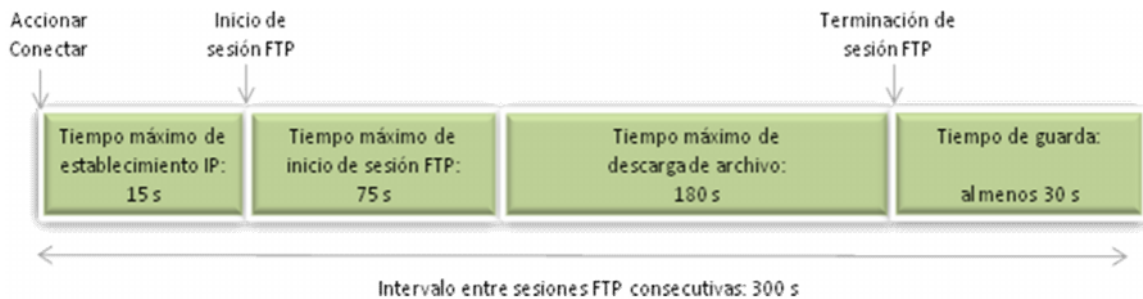 Accionar
Conectar
Inicio de
sesión FTP
Terminación de
sesión FTP
Tiempo máximo de
establecimiento IP:
15 s
Tiempo máximo de
inicio de sesión FTP:
75 s
Tiempo máximo de
descarga de archivo:
180 s
Tiempo de guarda:
al menos 30 s
Intervalo entre sesiones FTP consecutivas: 300 s